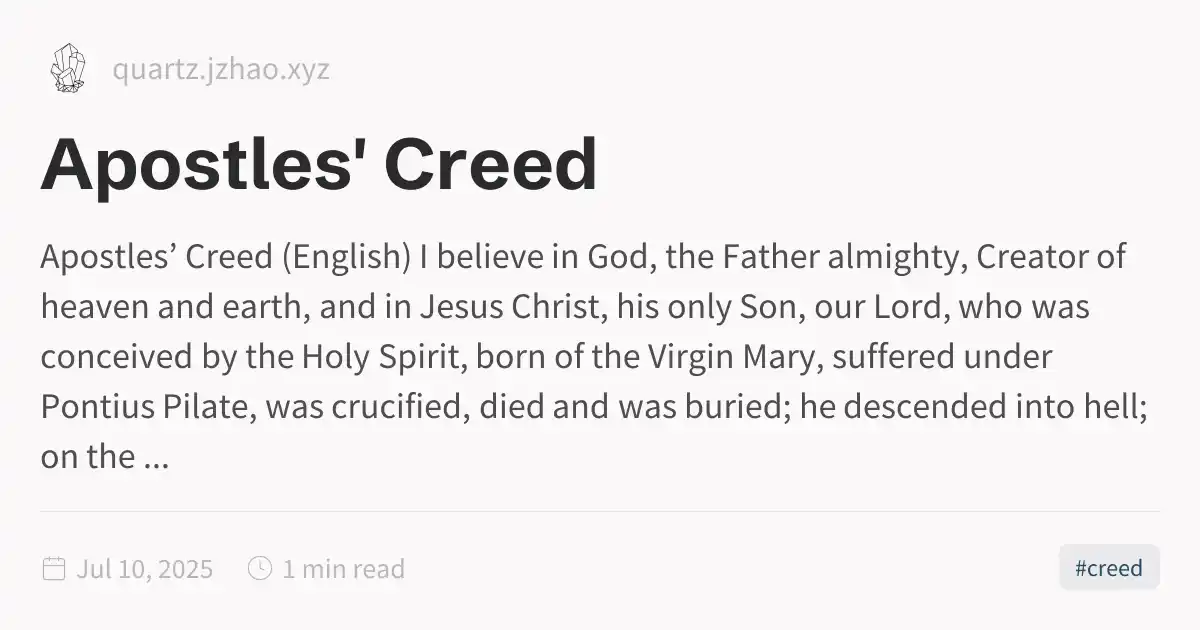 quartz.jzhao.xyz
Apostles' Creed
Apostles’ Creed (English) I believe in God, the Father almighty, Creator of
heaven and earth, and in Jesus Christ, his only Son, our Lord, who was
conceived by the Holy Spirit, born of the Virgin Mary, suffered under
Pontius Pilate, was crucified, died and was buried; he descended into hell;
on the ...
Jul 10, 2025 1 min read #creed